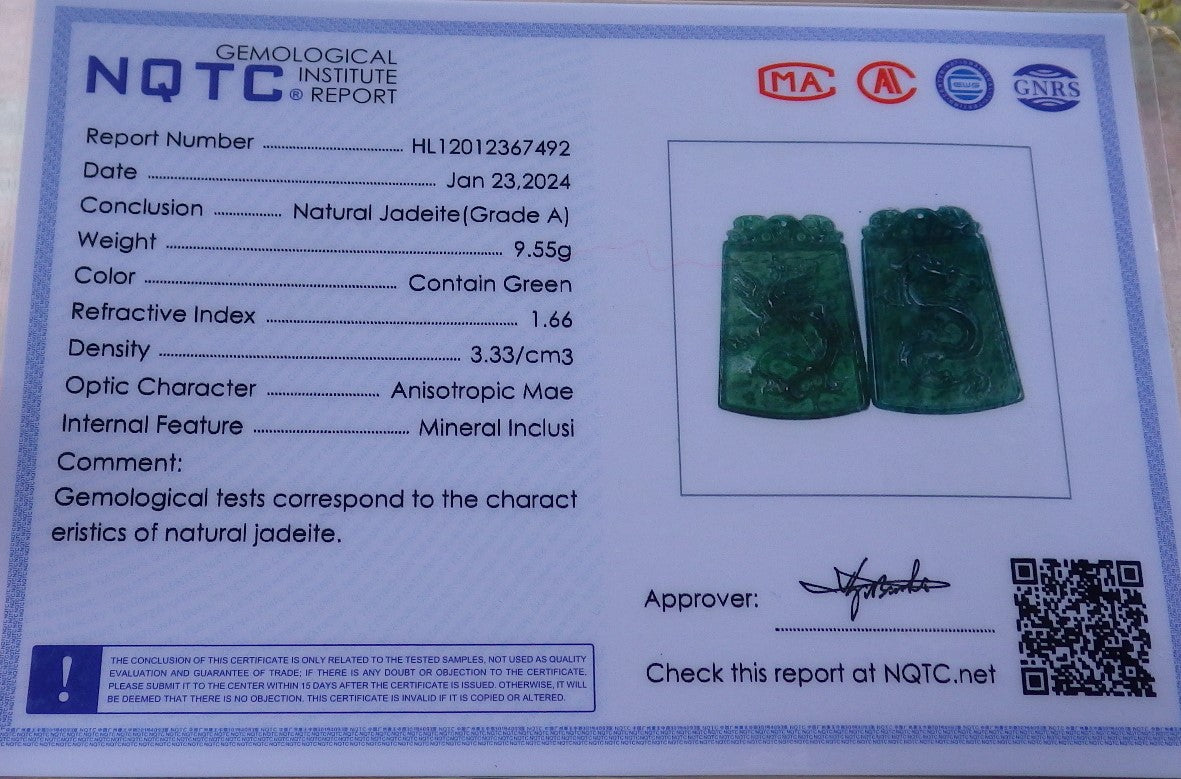 NQTC® GEMOLOGICAL
INSTITUTE
REPORT
MA
AL
GNRS
Report Number ........ HL12012367492
Date ........ Jan 23,2024
Conclusion ........ Natural Jadeite(Grade A)
Weight ........ 9.55g
Color ........ Contain Green
Refractive Index ........ 1.66
Density ........ 3.33/cm3
Optic Character ........ Anisotropic Mae
Internal Feature ........ Mineral Inclusi
Comment:
Gemological tests correspond to the charact
eristics of natural jadeite.
Approver:
Check this report at NQTC.net
!
THE CONCLUSION OF THIS CERTIFICATE IS ONLY RELATED TO THE TESTED SAMPLES, NOT USED AS QUALITY
EVALUATION AND GUARANTEE OF TRADE; IF THERE IS ANY DOUBT OR OBJECTION TO THE CERTIFICATE.
PLEASE SUBMIT IT TO THE CENTER WITHIN 15 DAYS AFTER THE CERTIFICATE IS ISSUED. OTHERWISE, IT WILL
BE DEEMED THAT THERE IS NO OBJECTION. THIS CERTIFICATE IS INVALID IF IT IS COPIED OR ALTERED.